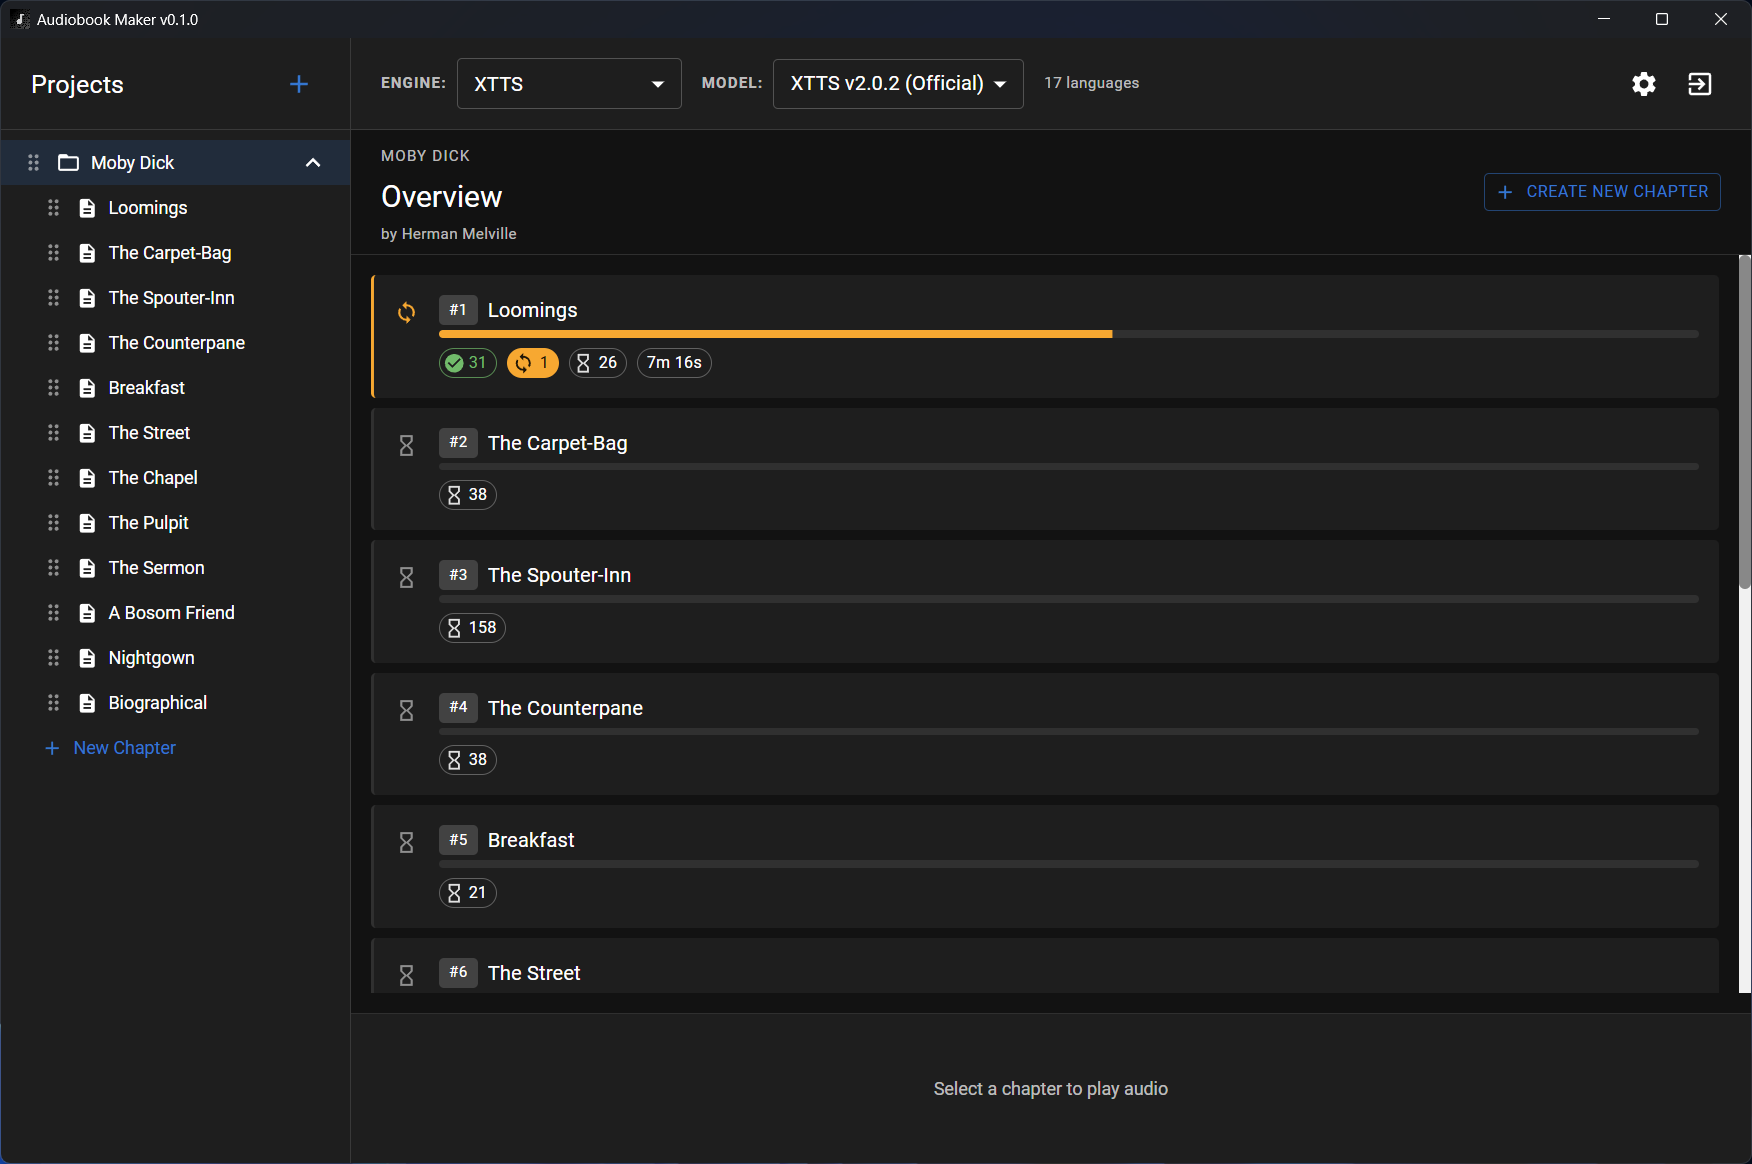 Audiobook Maker v0.1.0
Projects
ENGINE: XTTS MODEL: XTTS v2.0.2 (Official) 17 languages
Moby Dick
Loomings
The Carpet-Bag
The Spouter-Inn
The Counterpane
Breakfast
The Street
The Chapel
The Pulpit
The Sermon
A Bosom Friend
Nightgown
Biographical
New Chapter
MOBY DICK
Overview
by Herman Melville
CREATE NEW CHAPTER
#1 Loomings
31 1 26 7m 16s
#2 The Carpet-Bag
38
#3 The Spouter-Inn
158
#4 The Counterpane
38
#5 Breakfast
21
#6 The Street
Select a chapter to play audio